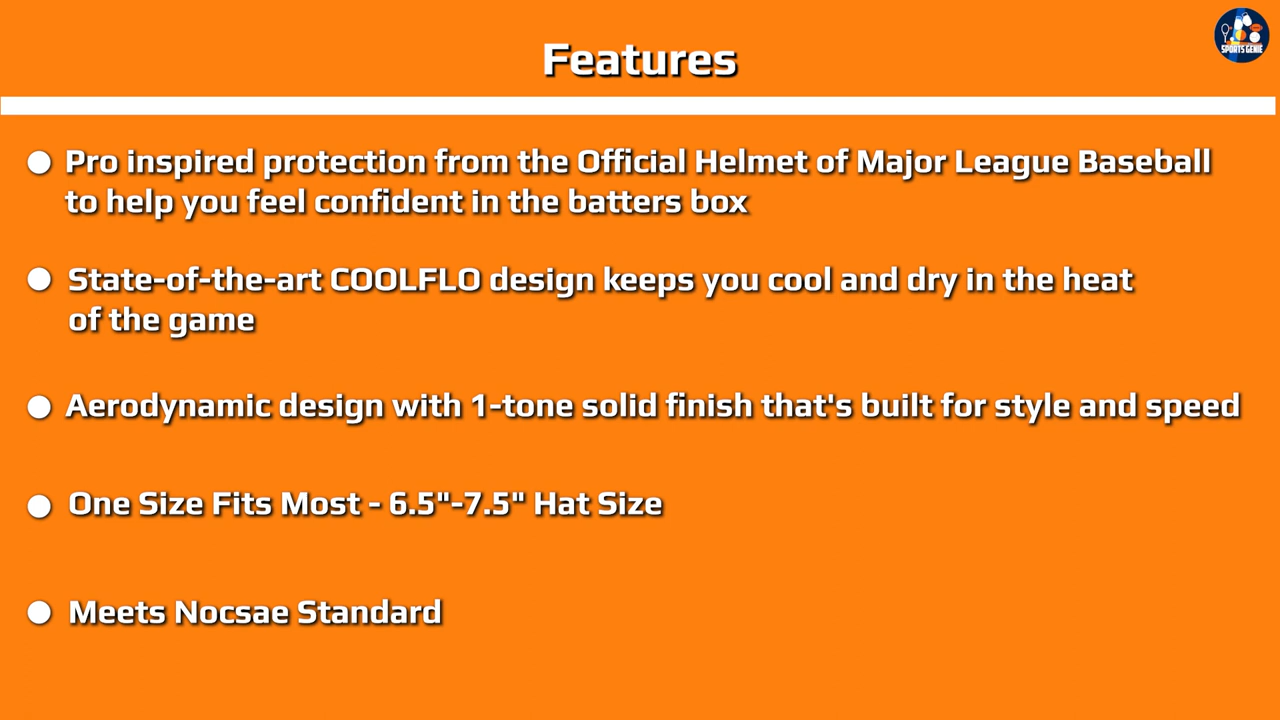 Features
SPORTS GENIE
Pro inspired protection from the Official Helmet of Major League Baseball
to help you feel confident in the batters box
State-of-the-art COOLFLO design keeps you cool and dry in the heat
of the game
Aerodynamic design with 1-tone solid finish that's built for style and speed
One Size Fits Most - 6.5"-7.5" Hat Size
Meets Nocsae Standard